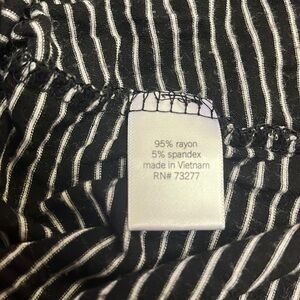 95% rayon
5% spandex
made in Vietnam
RN# 73277